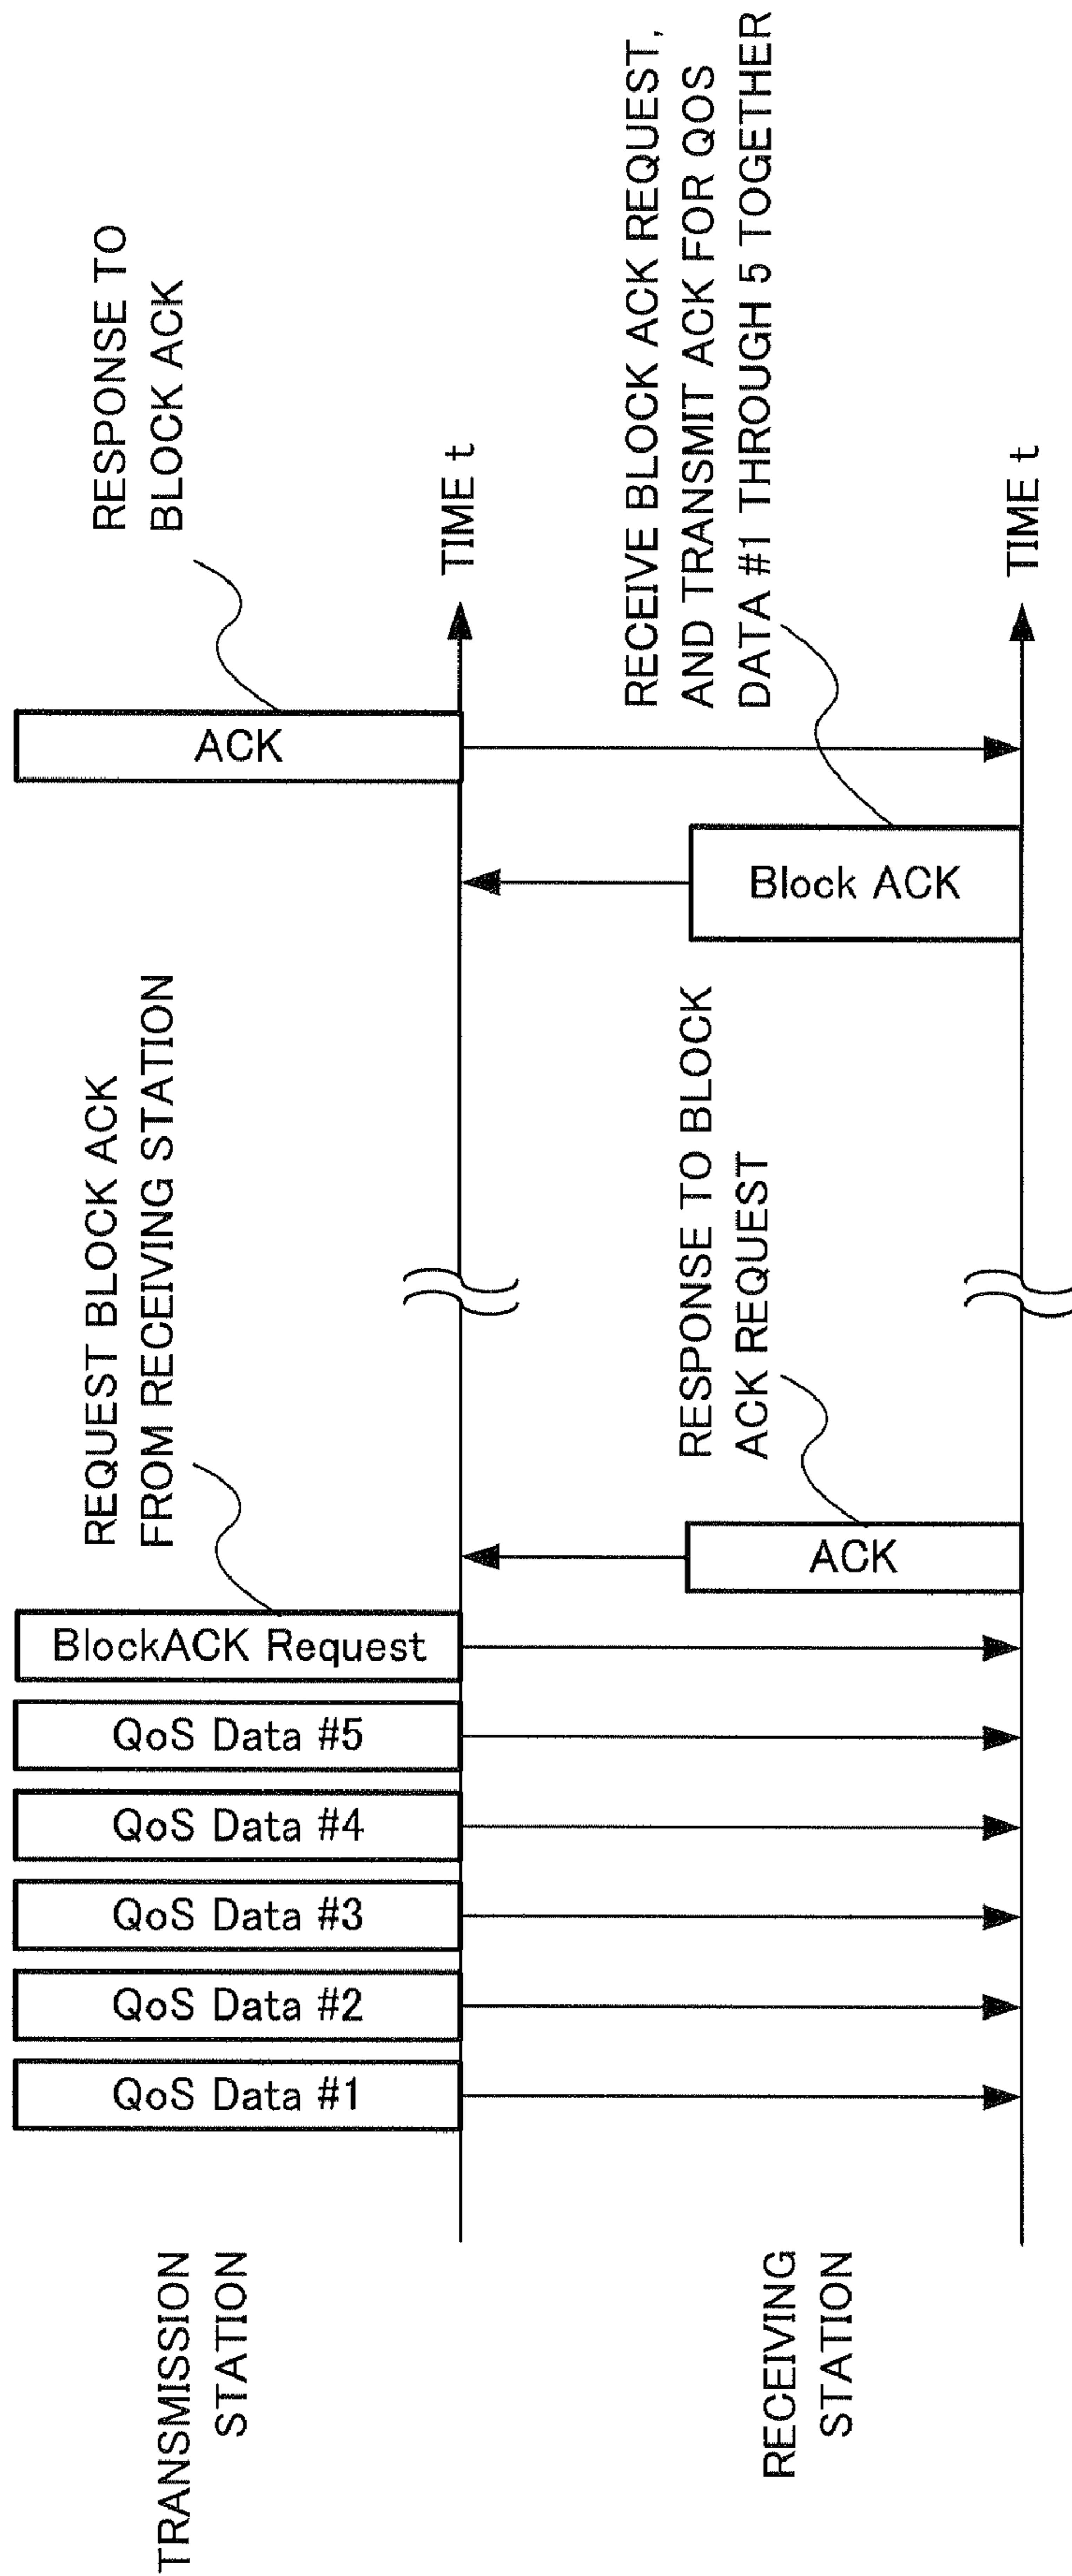 TRANSMISSION
STATION
QoS Data #1
QoS Data #2
QoS Data #3
QoS Data #4
QoS Data #5
BlockACK Request
REQUEST BLOCK ACK
FROM RECEIVING STATION
ACK
RESPONSE TO
BLOCK ACK
TIME t
RECEIVING
STATION
ACK
RESPONSE TO BLOCK
ACK REQUEST
Block ACK
RECEIVE BLOCK ACK REQUEST,
AND TRANSMIT ACK FOR QOS
DATA #1 THROUGH 5 TOGETHER
TIME t